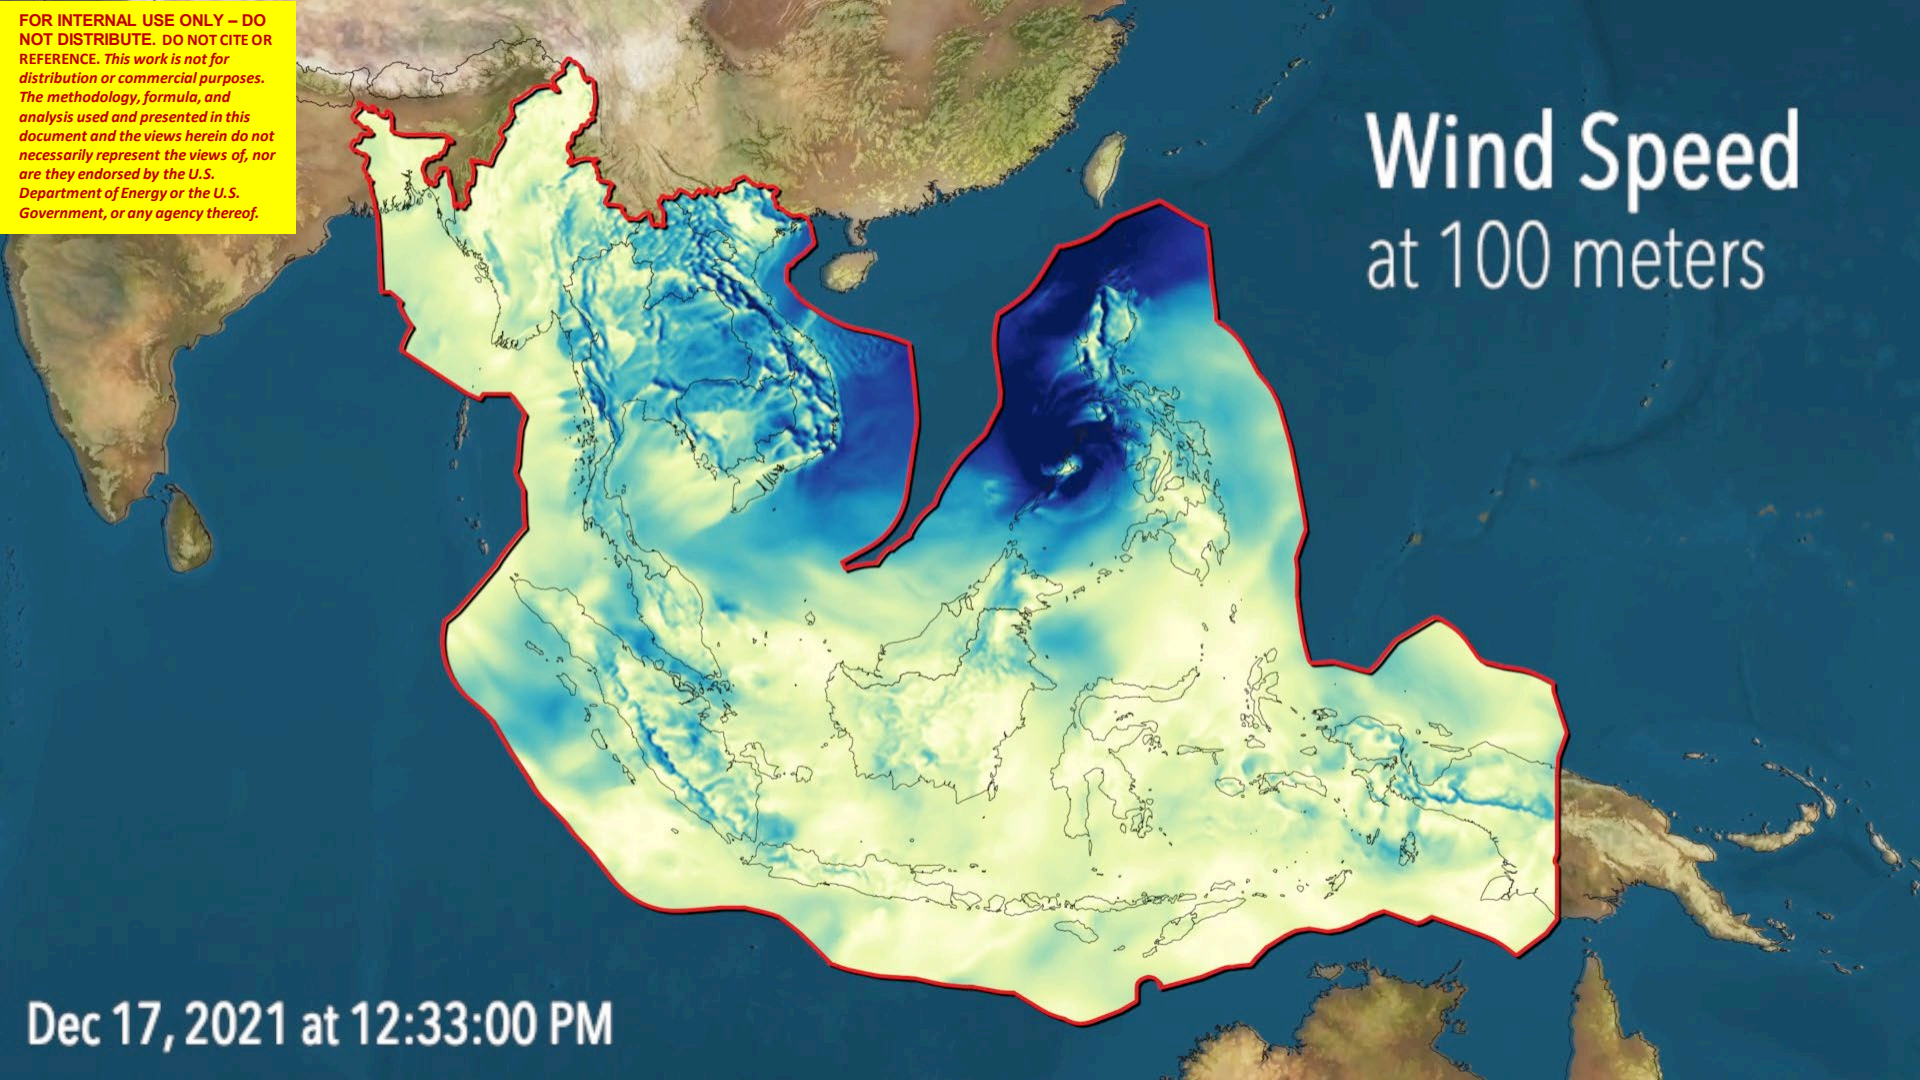 FOR INTERNAL USE ONLY – DO
NOT DISTRIBUTE. DO NOT CITE OR
REFERENCE. This work is not for
distribution or commercial purposes.
The methodology, formula, and
analysis used and presented in this
document and the views herein do not
necessarily represent the views of, nor
are they endorsed by the U.S.
Department of Energy or the U.S.
Government, or any agency thereof.
Wind Speed
at 100 meters
Dec 17, 2021 at 12:33:00 PM